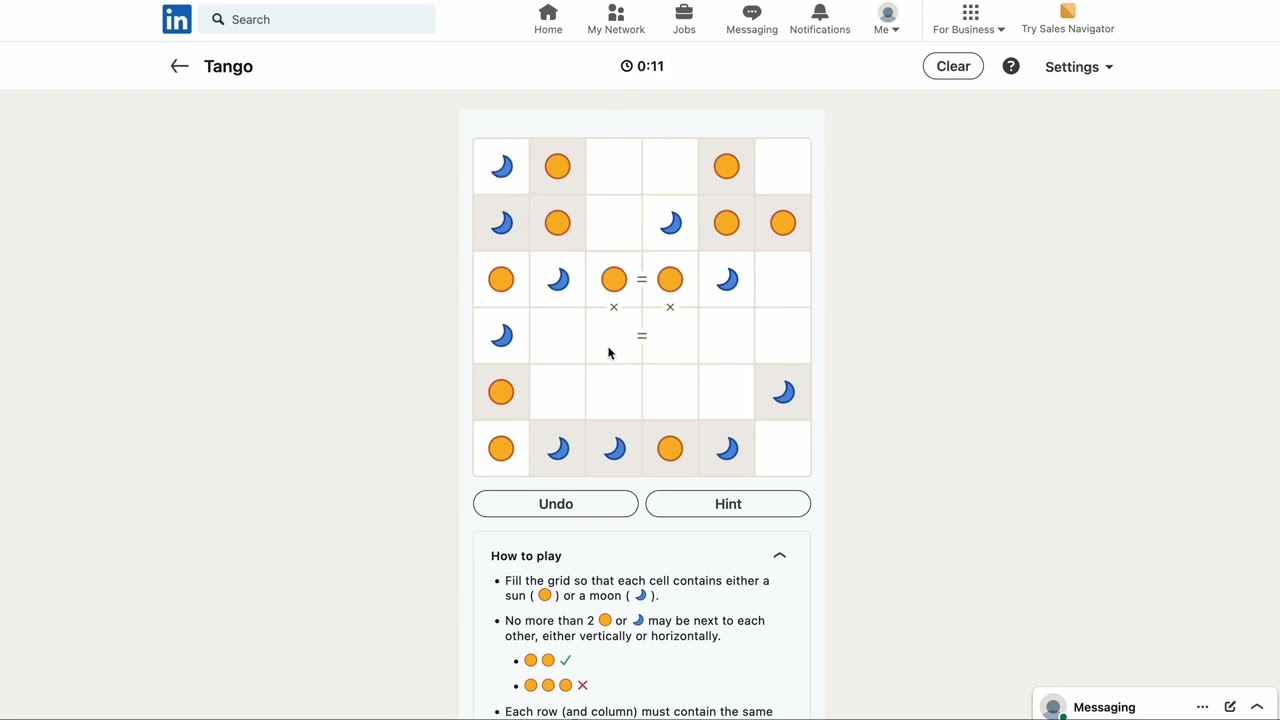 in
Search
Home
My Network
Jobs
Messaging
Notifications
Me
For Business
Try Sales Navigator
Tango
0:11
Clear
?
Settings
=
× ×
=
Undo
Hint
How to play
• Fill the grid so that each cell contains either a
sun ( ) or a moon ( ).
• No more than 2 or may be next to each
other, either vertically or horizontally.
• ✓
• ✕
• Each row (and column) must contain the same
Messaging